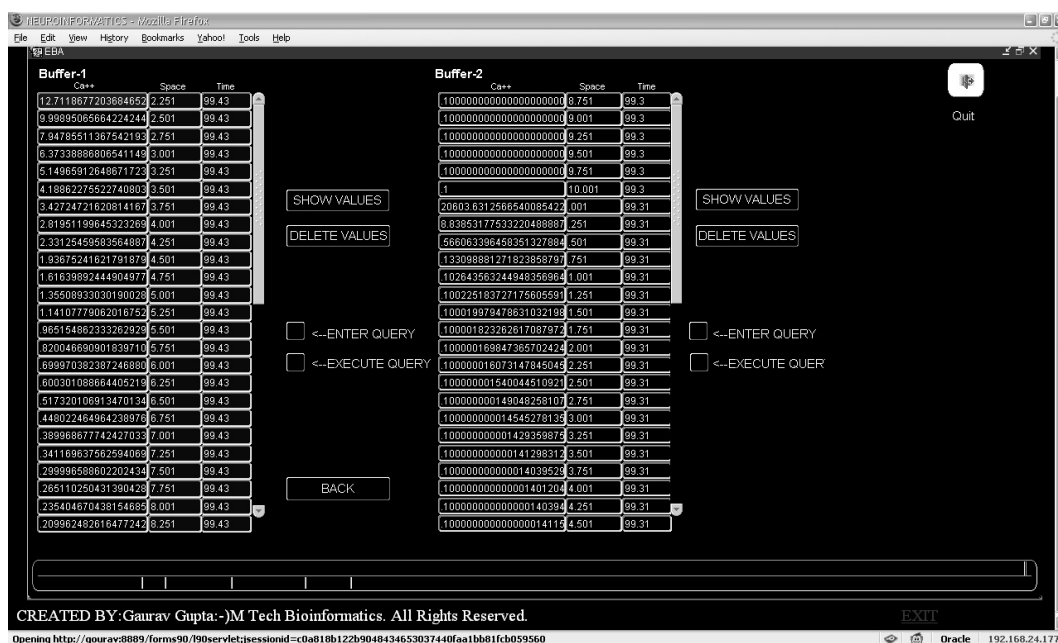 NEUROINFORMATICS - Mozilla Firefox
File Edit View History Bookmarks Yahoo! Tools Help
EBA
Buffer-1
Ca++ Space Time
12.7118677203684652 2.251 99.43
9.99895065664224244 2.501 99.43
7.94785511367542193 2.751 99.43
6.37338886806541149 3.001 99.43
5.14965912648671723 3.251 99.43
4.18862275522740803 3.501 99.43
3.42724721620814167 3.751 99.43
2.81951199645323269 4.001 99.43
2.33125459583564887 4.251 99.43
1.93675241621791879 4.501 99.43
1.61639892444904977 4.751 99.43
1.35508933030190028 5.001 99.43
1.14107779062016752 5.251 99.43
.965154862333262929 5.501 99.43
.820046690901839710 5.751 99.43
.699970382387246880 6.001 99.43
.600301088664405219 6.251 99.43
.517320106913470134 6.501 99.43
.448022464964238976 6.751 99.43
.389968677742427033 7.001 99.43
.341169637562594069 7.251 99.43
.299996588602202434 7.501 99.43
.265110250431390428 7.751 99.43
.235404670438154685 8.001 99.43
.209962482616477242 8.251 99.43
SHOW VALUES
DELETE VALUES
<--ENTER QUERY
<--EXECUTE QUERY
BACK
Buffer-2
Ca++ Space Time
.10000000000000000000 8.751 99.3
.10000000000000000000 9.001 99.3
.10000000000000000000 9.251 99.3
.10000000000000000000 9.501 99.3
.10000000000000000000 9.751 99.3
.1 10.001 99.3
20603.6312566540085422 .001 99.31
8.83853177533220488887 .251 99.31
.566063396458351327884 .501 99.31
.133098881271823858797 .751 99.31
.102643563244948356964 1.001 99.31
.100225183727175605591 1.251 99.31
.100019979478631032198 1.501 99.31
.100001823262617087972 1.751 99.31
.100000169847365702424 2.001 99.31
.100000016073147845045 2.251 99.31
.100000001540044510921 2.501 99.31
.100000000149048258107 2.751 99.31
.100000000014545278135 3.001 99.31
.100000000001429359875 3.251 99.31
.100000000000141298312 3.501 99.31
.100000000000014039529 3.751 99.31
.100000000000001401204 4.001 99.31
.100000000000000140394 4.251 99.31
.100000000000000014115 4.501 99.31
SHOW VALUES
DELETE VALUES
<--ENTER QUERY
<--EXECUTE QUER
Quit
CREATED BY:Gaurav Gupta:-)M Tech Bioinformatics. All Rights Reserved.
EXIT
Opening http://gourav:8889/forms90/l90servlet;jsessionid=c0a818b122b9048434653037440faa1bb81fcb059560
Oracle 192.168.24.177